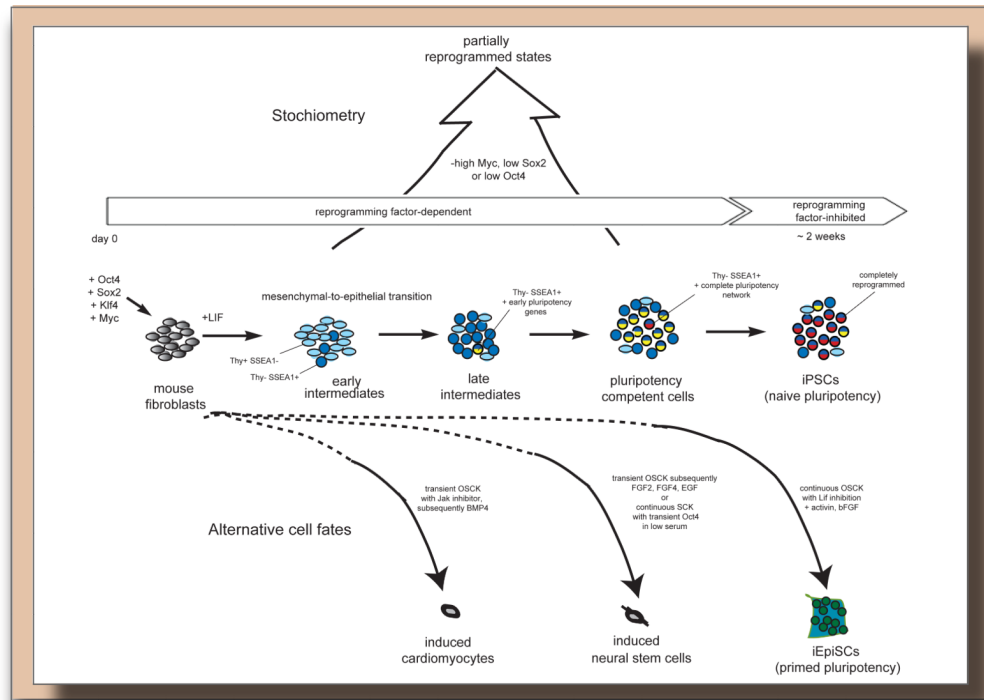 partially
reprogrammed states
Stochiometry
-high Myc, low Sox2
or low Oct4
reprogramming factor-dependent
reprogramming
factor-inhibited
day 0
~ 2 weeks
+ Oct4
+ Sox2
+ Klf4
+ Myc
+LIF
mesenchymal-to-epithelial transition
Thy- SSEA1+
+ early pluripotency
genes
Thy- SSEA1+
+ complete pluripotency
network
completely
reprogrammed
Thy+ SSEA1-
Thy- SSEA1+
mouse
fibroblasts
early
intermediates
late
intermediates
pluripotency
competent cells
iPSCs
(naive pluripotency)
transient OSCK
with Jak inhibitor,
subsequently BMP4
transient OSCK subsequently
FGF2, FGF4, EGF
or
continuous SCK
with transient Oct4
in low serum
continuous OSCK
with Lif inhibition
+ activin, bFGF
Alternative cell fates
induced
cardiomyocytes
induced
neural stem cells
iEpiSCs
(primed pluripotency)